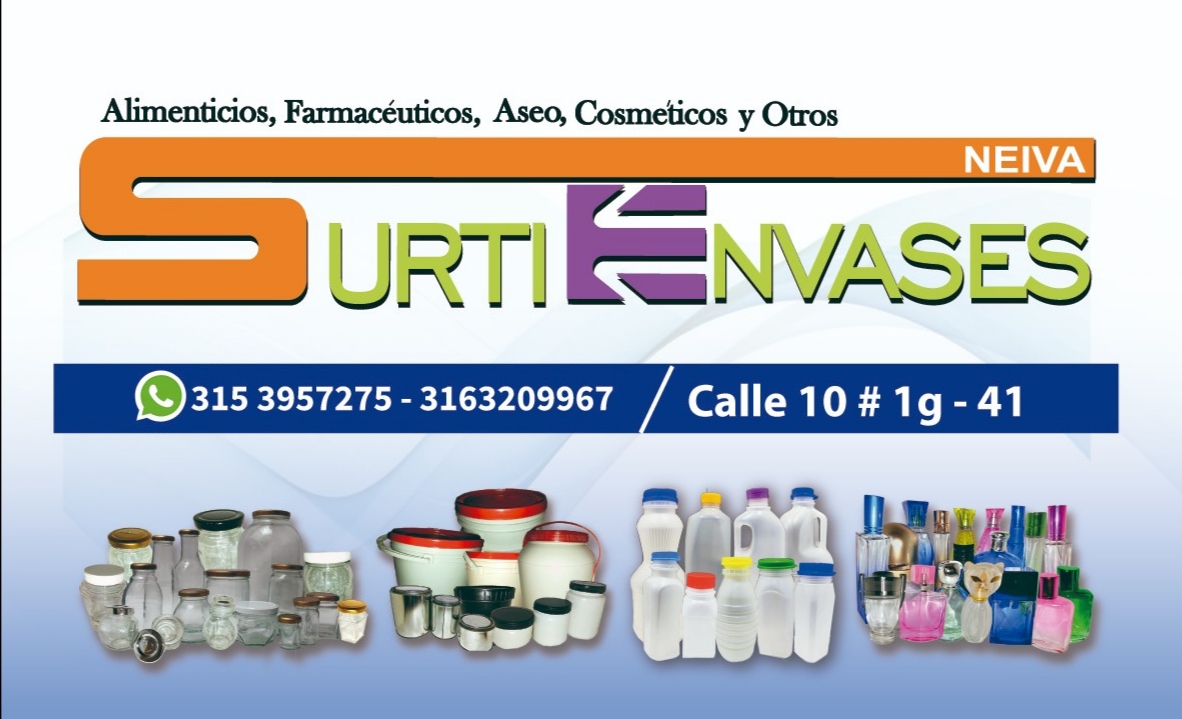 Alimenticios, Farmacéuticos, Aseo, Cosméticos y Otros
NEIVA
SURTIENVASES
315 3957275 - 3163209967 / Calle 10 # 1g - 41